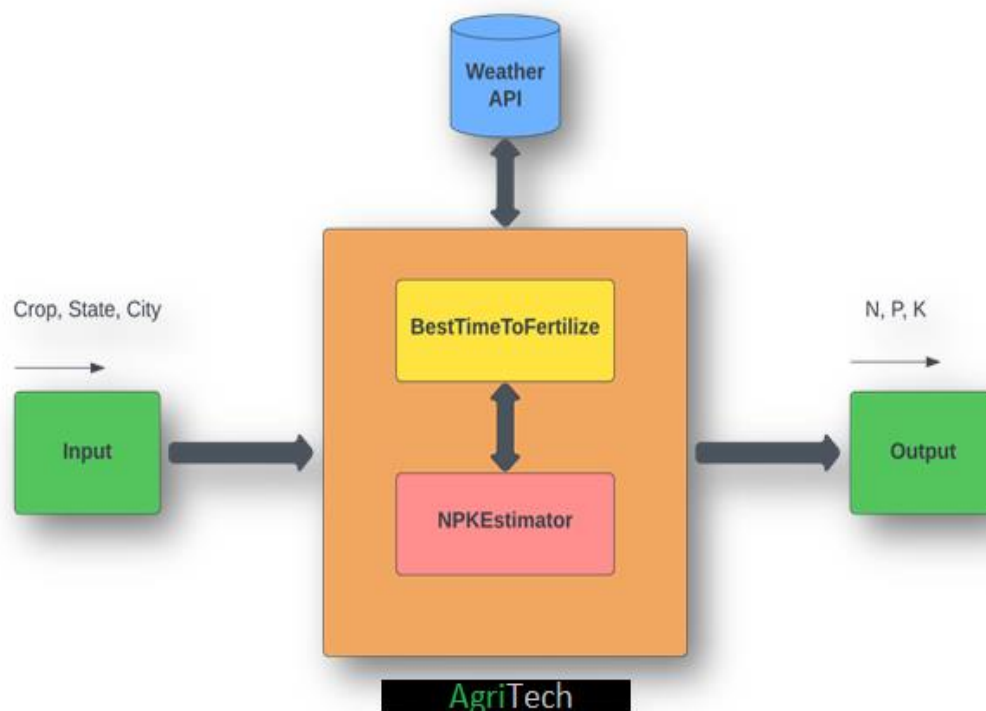 Weather
API
Crop, State, City
N, P, K
BestTimeToFertilize
Input
Output
NPKEstimator
AgriTech